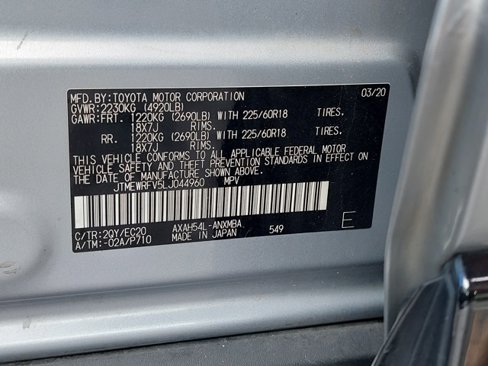 MFD.BY:TOYOTA MOTOR CORPORATION 03/20
GVWR:2230KG (4920LB)
GAWR:FRT. 1220KG (2690LB) WITH 225/60R18 TIRES.
18X7J RIMS.
RR. 1220KG (2690LB) WITH 225/60R18 TIRES.
18X7J RIMS.
THIS VEHICLE CONFORMS TO ALL APPLICABLE FEDERAL MOTOR
VEHICLE SAFETY AND THEFT PREVENTION STANDARDS IN EFFECT
ON THE DATE OF MANUFACTURE SHOWN ABOVE.
JTMEWRFV5LJ044960 MPV
C/TR:2QY/EC20 AXAH54L-ANXMBA
A/TM:-02A/P710 MADE IN JAPAN 549 E